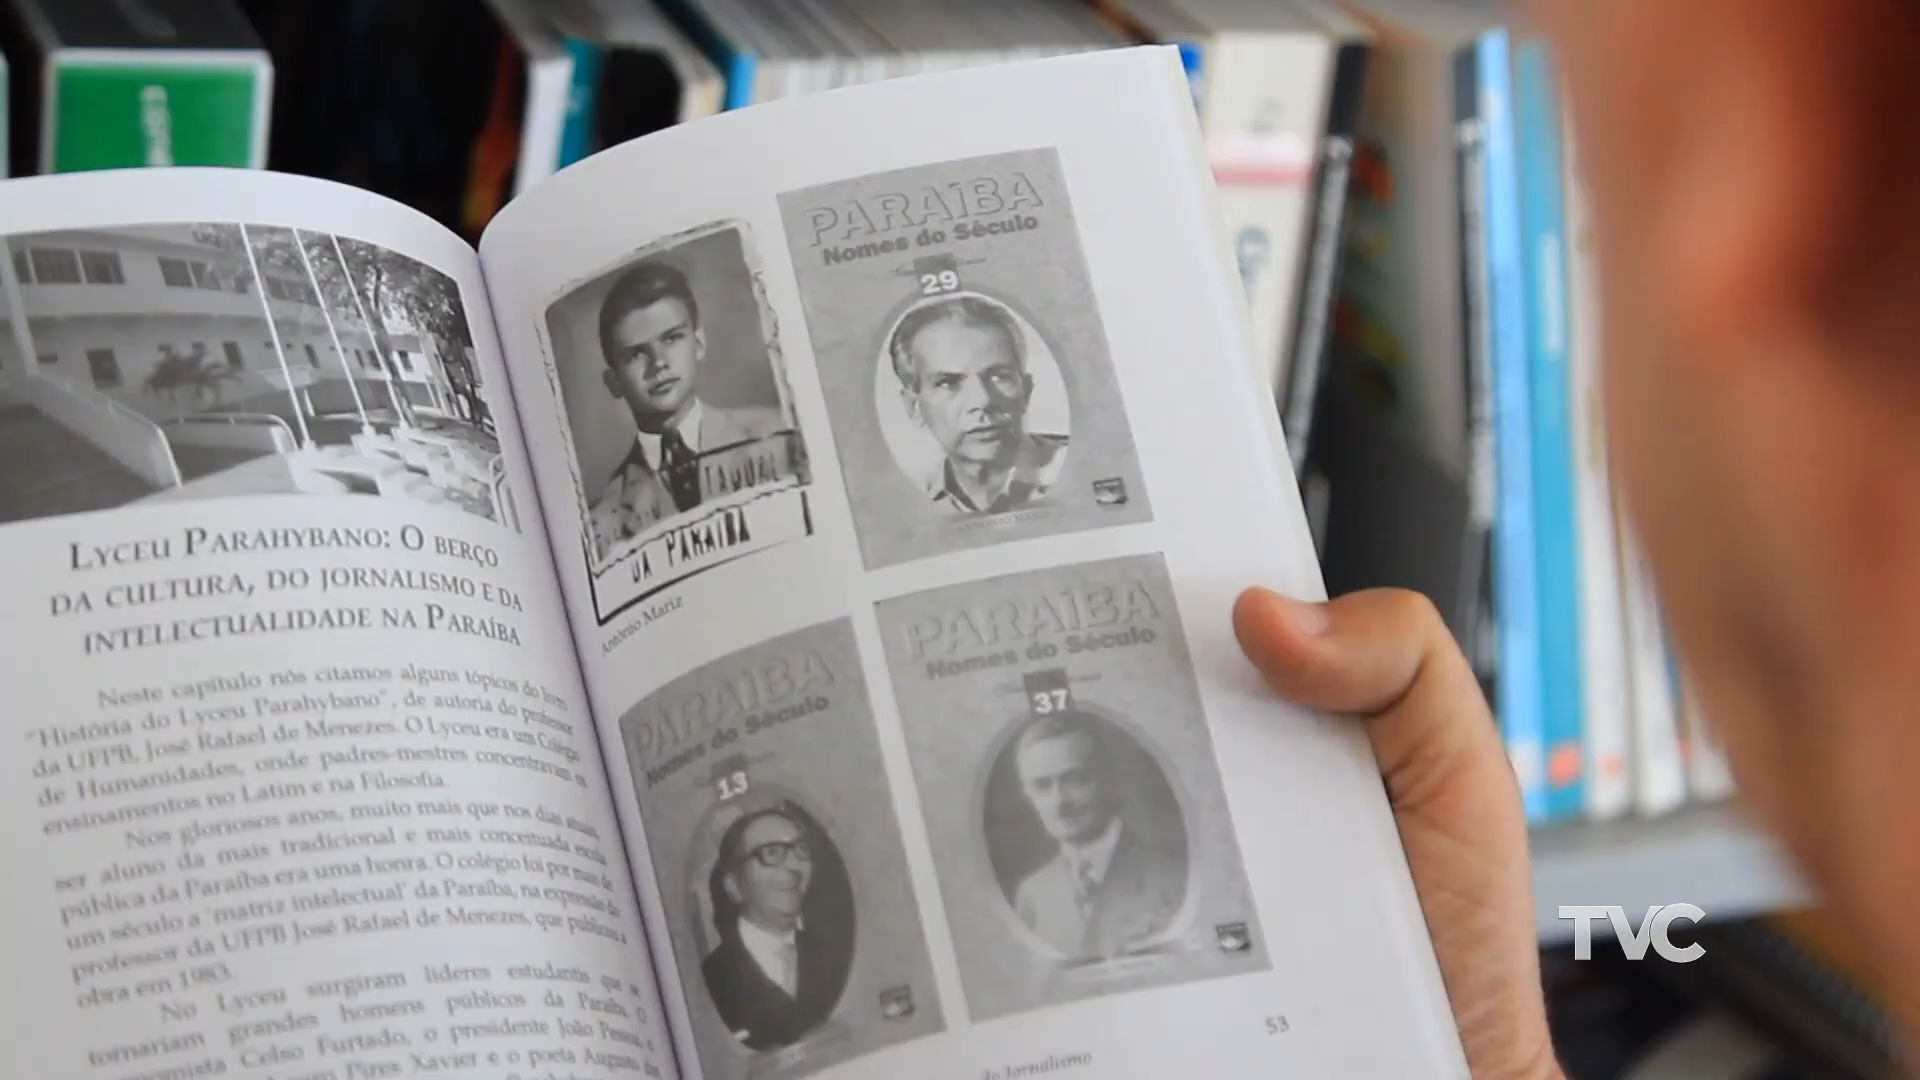 LYCEU PARAHYBANO: O BERÇO
DA CULTURA, DO JORNALISMO E DA
INTELECTUALIDADE NA PARAÍBA
Neste capítulo nós citamos alguns tópicos do livro
"História do Lyceu Parahybano", de autoria do professor
da UFPB, José Rafael de Menezes. O Lyceu era um Colégio
de Humanidades, onde padres-mestres concentravam os
ensinamentos no Latim e na Filosofia.
Nos gloriosos anos, muito mais que nos dias atuais,
ser aluno da mais tradicional e mais conceituada escola
pública da Paraíba era uma honra. O colégio foi por mais de
um século a 'matriz intelectual' da Paraíba, na expressão do
professor da UFPB José Rafael de Menezes, que publicou a
obra em 1983.
No Lyceu surgiram líderes estudantis que se
tornariam grandes homens públicos da Paraíba. O
Celso Furtado, o presidente João Pessoa, o
Pires Xavier e o poeta Augusto dos
DA PARAIBA
Antônio Mariz
PARAÍBA
Nomes do Século
29
PARAÍBA
Nomes do Século
13
PARAÍBA
Nomes do Século
37
53
do Jornalismo
TVC